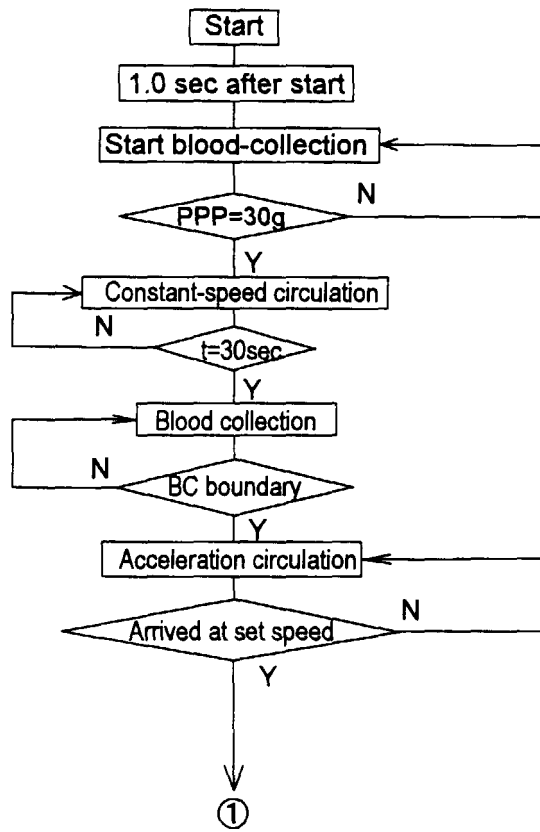 Start
1.0 sec after start
Start blood-collection
N
PPP=30g
Y
Constant-speed circulation
N
t=30sec
Y
Blood collection
N
BC boundary
Y
Acceleration circulation
N
Arrived at set speed
Y
①